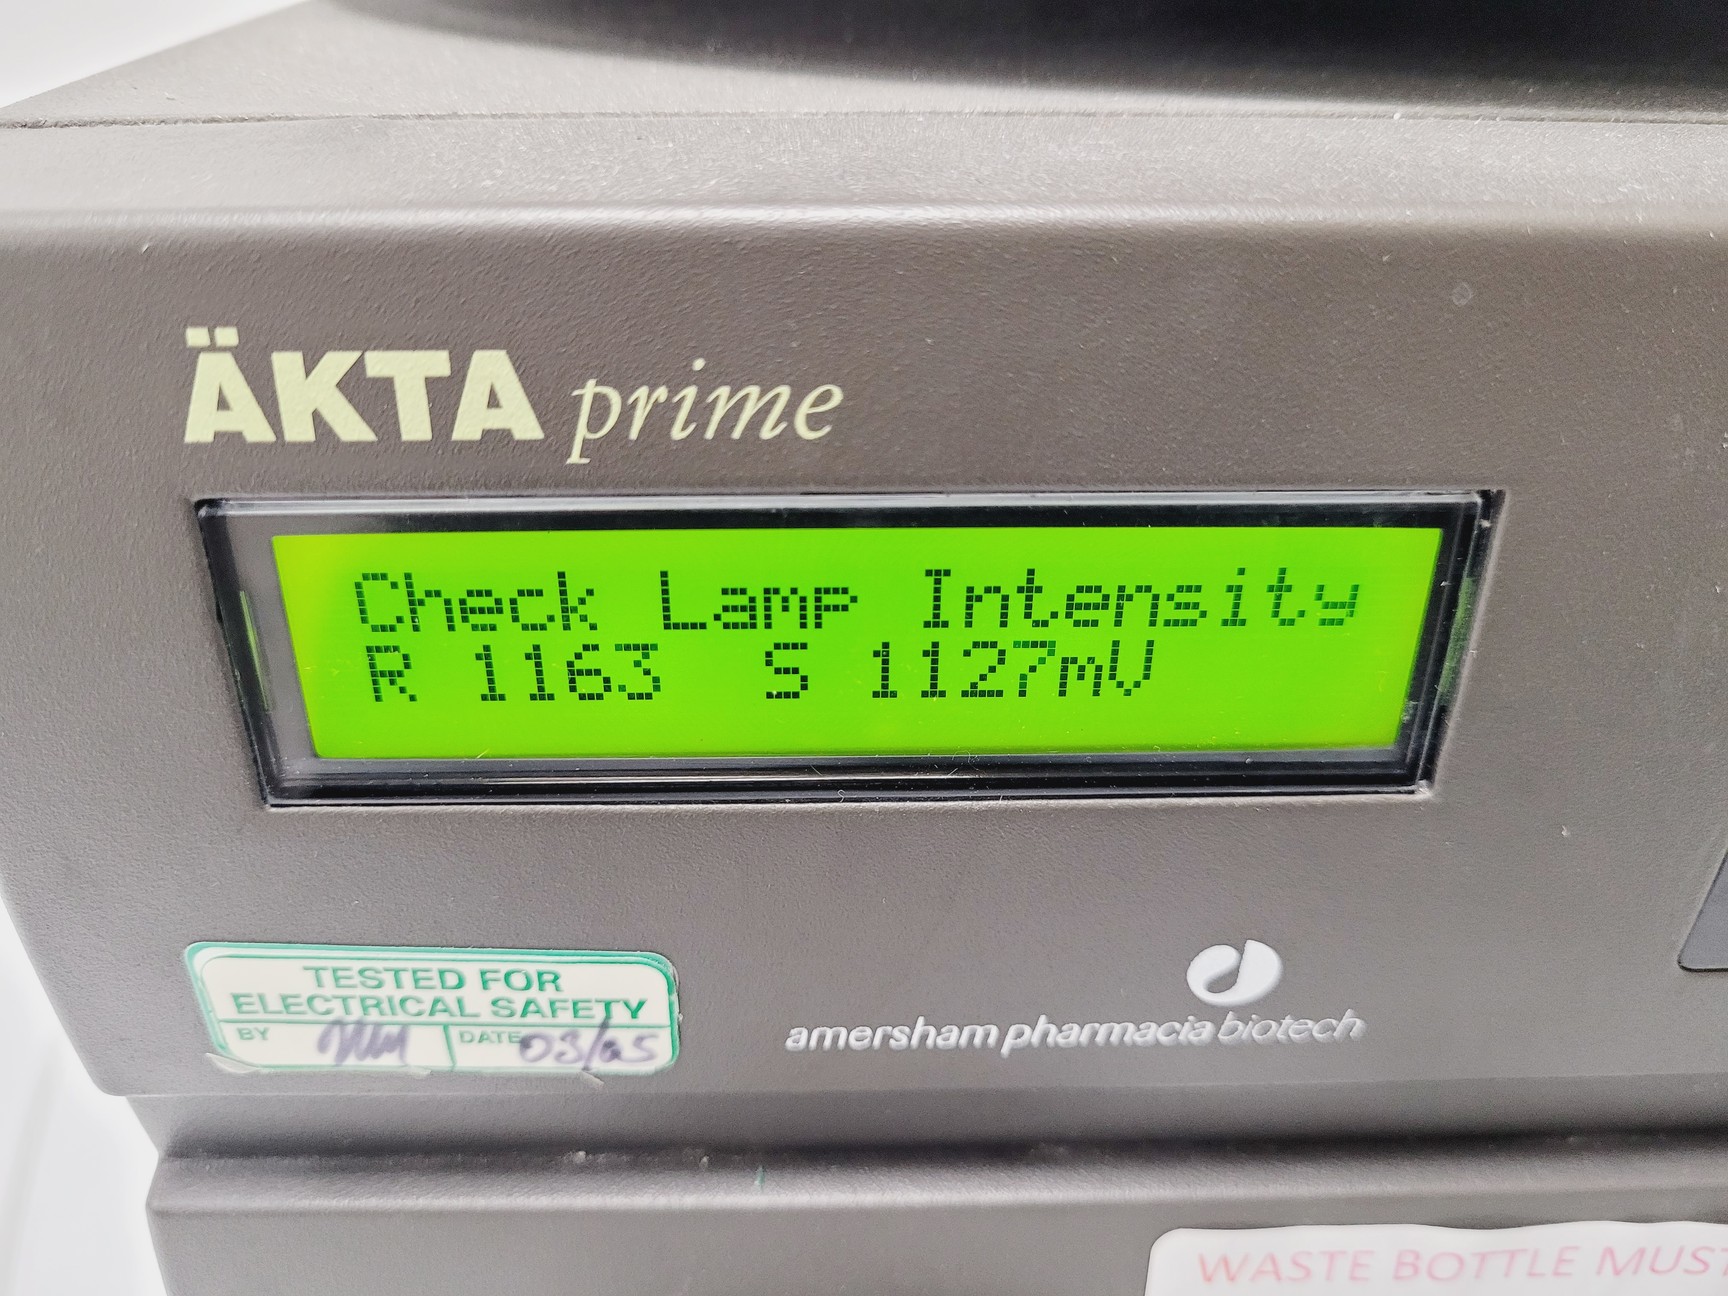 ÄKTA prime
Check Lamp Intensity
R 1163 S 1127mV
TESTED FOR
ELECTRICAL SAFETY
BY DATE 03/05
amersham pharmacia biotech
WASTE BOTTLE MUST